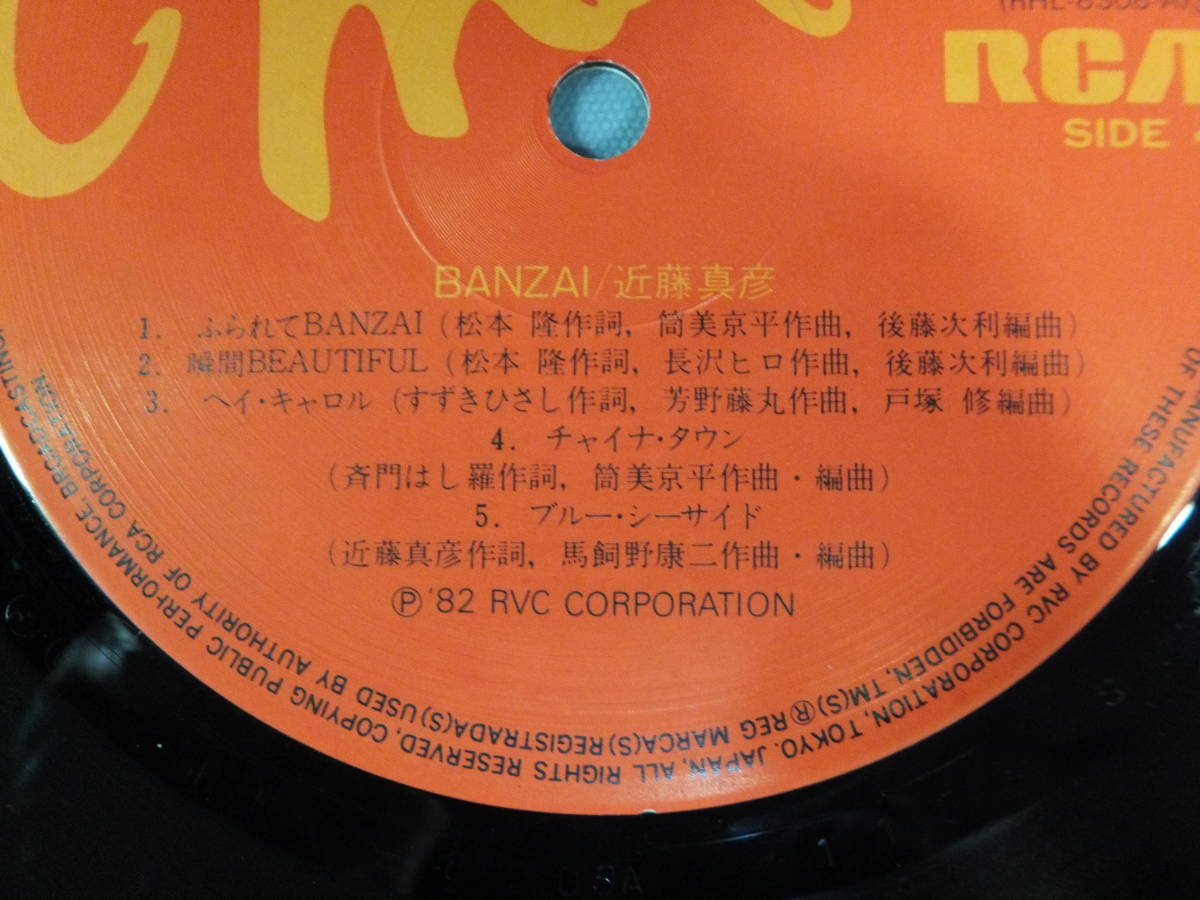 RCA
SIDE
BANZAI/近藤真彦
1. ふられてBANZAI (松本 隆作詞, 筒美京平作曲, 後藤次利編曲)
2. 瞬間BEAUTIFUL (松本 隆作詞, 長沢ヒロ作曲, 後藤次利編曲)
3. ヘイ・キャロル (すずきひさし作詞, 芳野藤丸作曲, 戸塚 修編曲)
4. チャイナ・タウン
(斉門はし羅作詞, 筒美京平作曲・編曲)
5. ブルー・シーサイド
(近藤真彦作詞, 馬飼野康二作曲・編曲)
Ⓟ '82 RVC CORPORATION
NUFACTURED BY RVC CORPORATION, TOKYO. JAPAN, ALL RIGHTS RESERVED, COPYING PUBLIC PERFORMANCE BROADCASTING
OF THESE RECORDS ARE FORBIDDEN, TM(S) ® REG MARCA(S) REGISTRADA(S) USED BY AUTHORITY OF RCA CORPORATION